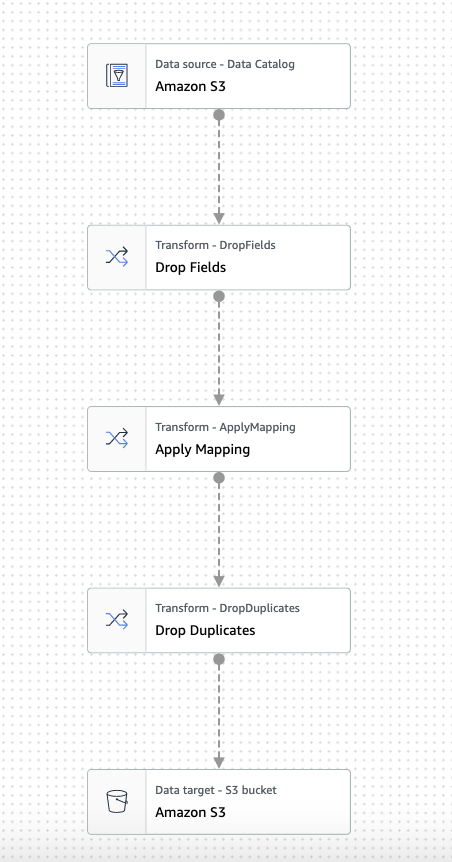 Data source - Data Catalog
Amazon S3
Transform - DropFields
Drop Fields
Transform - ApplyMapping
Apply Mapping
Transform - DropDuplicates
Drop Duplicates
Data target - S3 bucket
Amazon S3